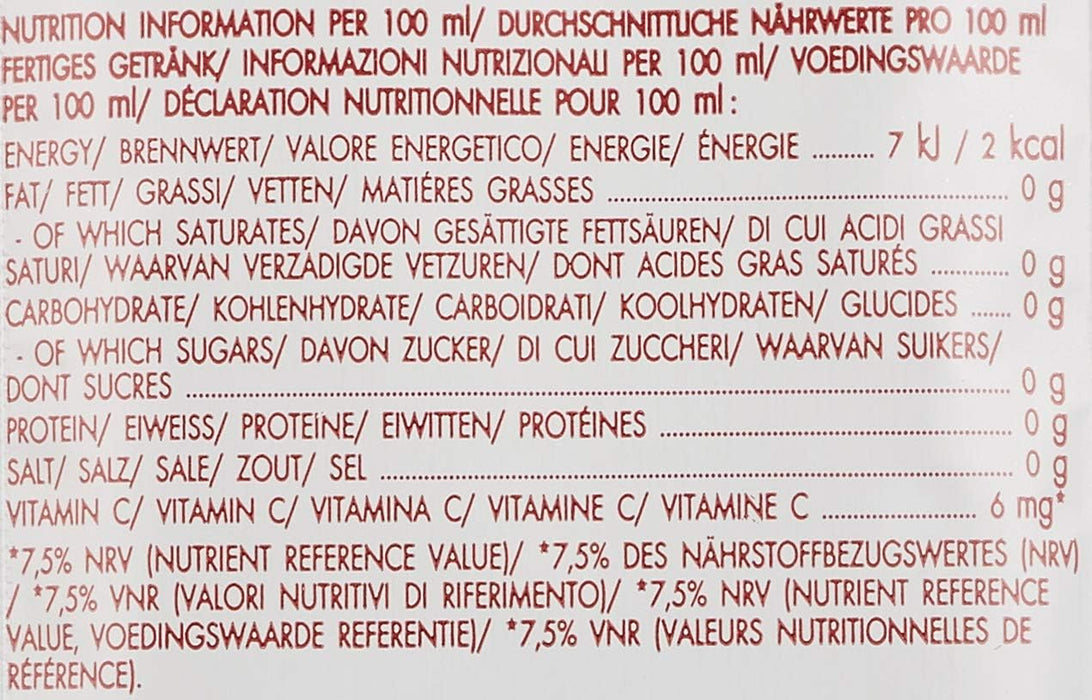 NUTRITION INFORMATION PER 100 ml/ DURCHSCHNITTLICHE NÄHRWERTE PRO 100 ml
FERTIGES GETRÄNK/ INFORMAZIONI NUTRIZIONALI PER 100 ml/ VOEDINGSWAARDE
PER 100 ml/ DÉCLARATION NUTRITIONNELLE POUR 100 ml :
ENERGY/ BRENNWERT/ VALORE ENERGETICO/ ENERGIE/ ÉNERGIE .......... 7 kJ / 2 kcal
FAT/ FETT/ GRASSI/ VETTEN/ MATIÉRES GRASSES .......... 0 g
- OF WHICH SATURATES/ DAVON GESÄTTIGTE FETTSÄUREN/ DI CUI ACIDI GRASSI
SATURI/ WAARVAN VERZADIGDE VETZUREN/ DONT ACIDES GRAS SATURÉS .......... 0 g
CARBOHYDRATE/ KOHLENHYDRATE/ CARBOIDRATI/ KOOLHYDRATEN/ GLUCIDES ...... 0 g
- OF WHICH SUGARS/ DAVON ZUCKER/ DI CUI ZUCCHERI/ WAARVAN SUIKERS/
DONT SUCRES .......... 0 g
PROTEIN/ EIWEISS/ PROTEINE/ EIWITTEN/ PROTÉINES .......... 0 g
SALT/ SALZ/ SALE/ ZOUT/ SEL .......... 0 g
VITAMIN C/ VITAMIN C/ VITAMINA C/ VITAMINE C/ VITAMINE C .......... 6 mg*
*7,5% NRV (NUTRIENT REFERENCE VALUE)/ *7,5% DES NÄHRSTOFFBEZUGSWERTES (NRV)
/ *7,5% VNR (VALORI NUTRITIVI DI RIFERIMENTO)/ *7,5% NRV (NUTRIENT REFERENCE
VALUE, VOEDINGSWAARDE REFERENTIE)/ *7,5% VNR (VALEURS NUTRITIONNELLES DE
RÉFÉRENCE).